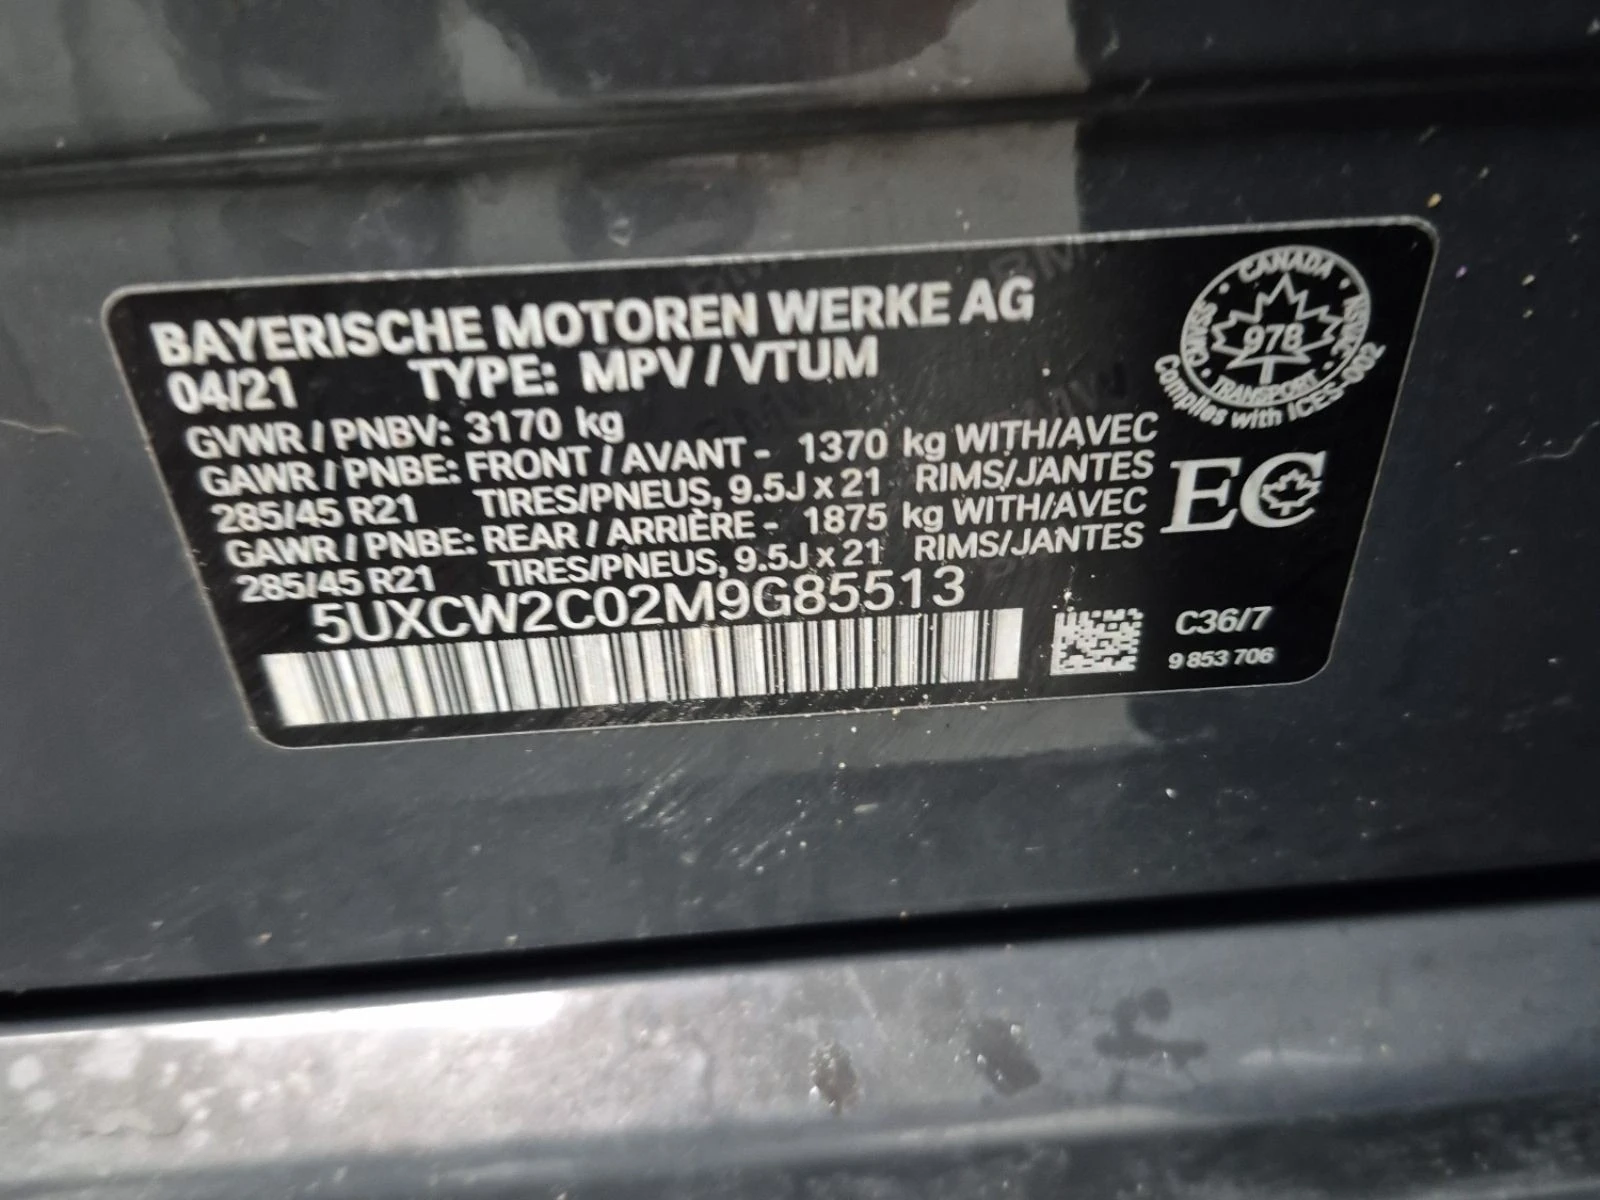 BAYERISCHE MOTOREN WERKE AG
04/21 TYPE: MPV / VTUM
GVWR / PNBV: 3170 kg
GAWR / PNBE: FRONT / AVANT - 1370 kg WITH/AVEC
285/45 R21 TIRES/PNEUS, 9.5J x 21 RIMS/JANTES
GAWR / PNBE: REAR / ARRIÈRE - 1875 kg WITH/AVEC
285/45 R21 TIRES/PNEUS, 9.5J x 21 RIMS/JANTES
5UXCW2C02M9G85513
CANADA
CMVSS · NSVAC
978
TRANSPORT
Complies with ICES-002
EC
C36/7
9 853 706